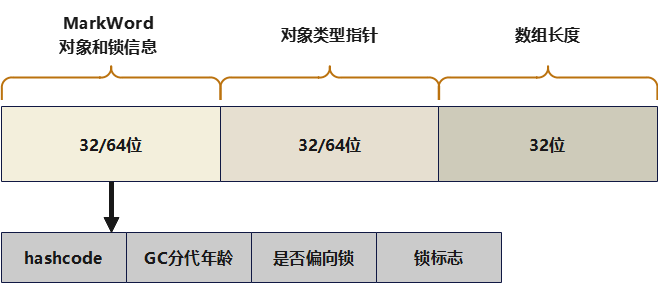 MarkWord
对象和锁信息
对象类型指针
数组长度
32/64位
32/64位
32位
hashcode
GC分代年龄
是否偏向锁
锁标志